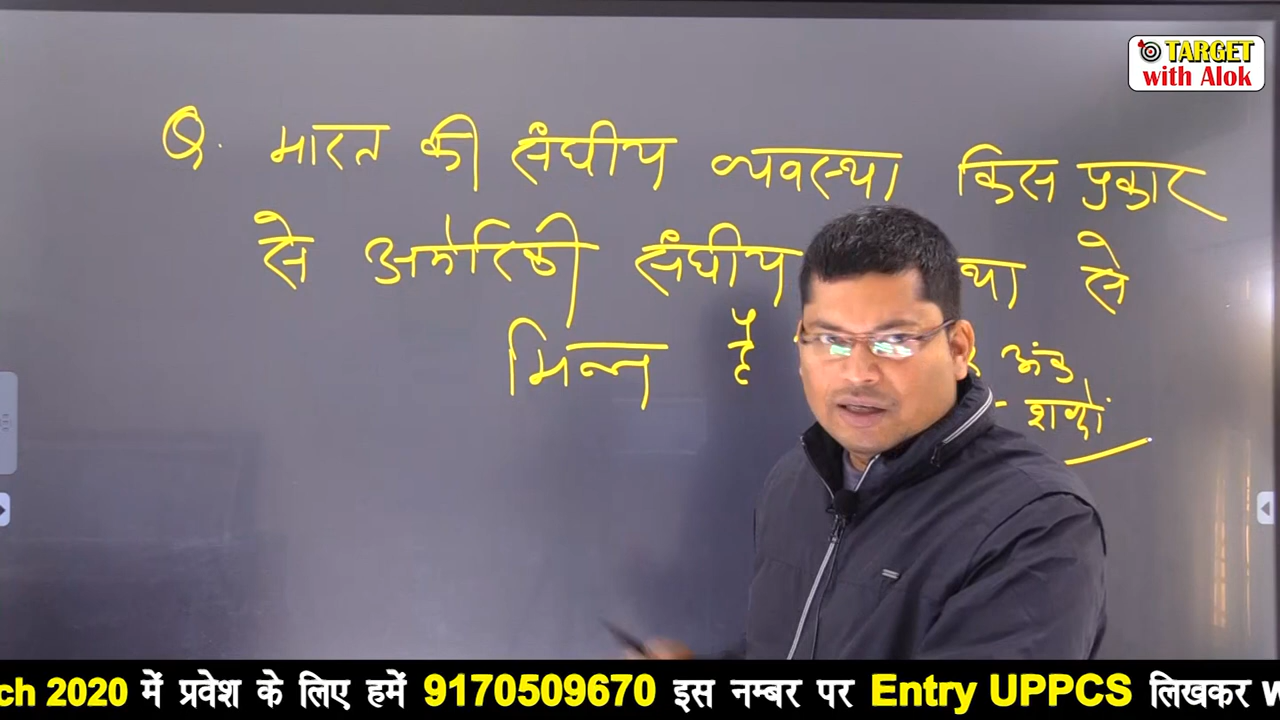 TARGET
with Alok
Q. भारत की संघीय व्यवस्था किस प्रकार
से अमेरिकी संघीय था से
भिन्न है अंक
शब्दों
ch 2020 में प्रवेश के लिए हमें 9170509670 इस नम्बर पर Entry UPPCS लिखकर w